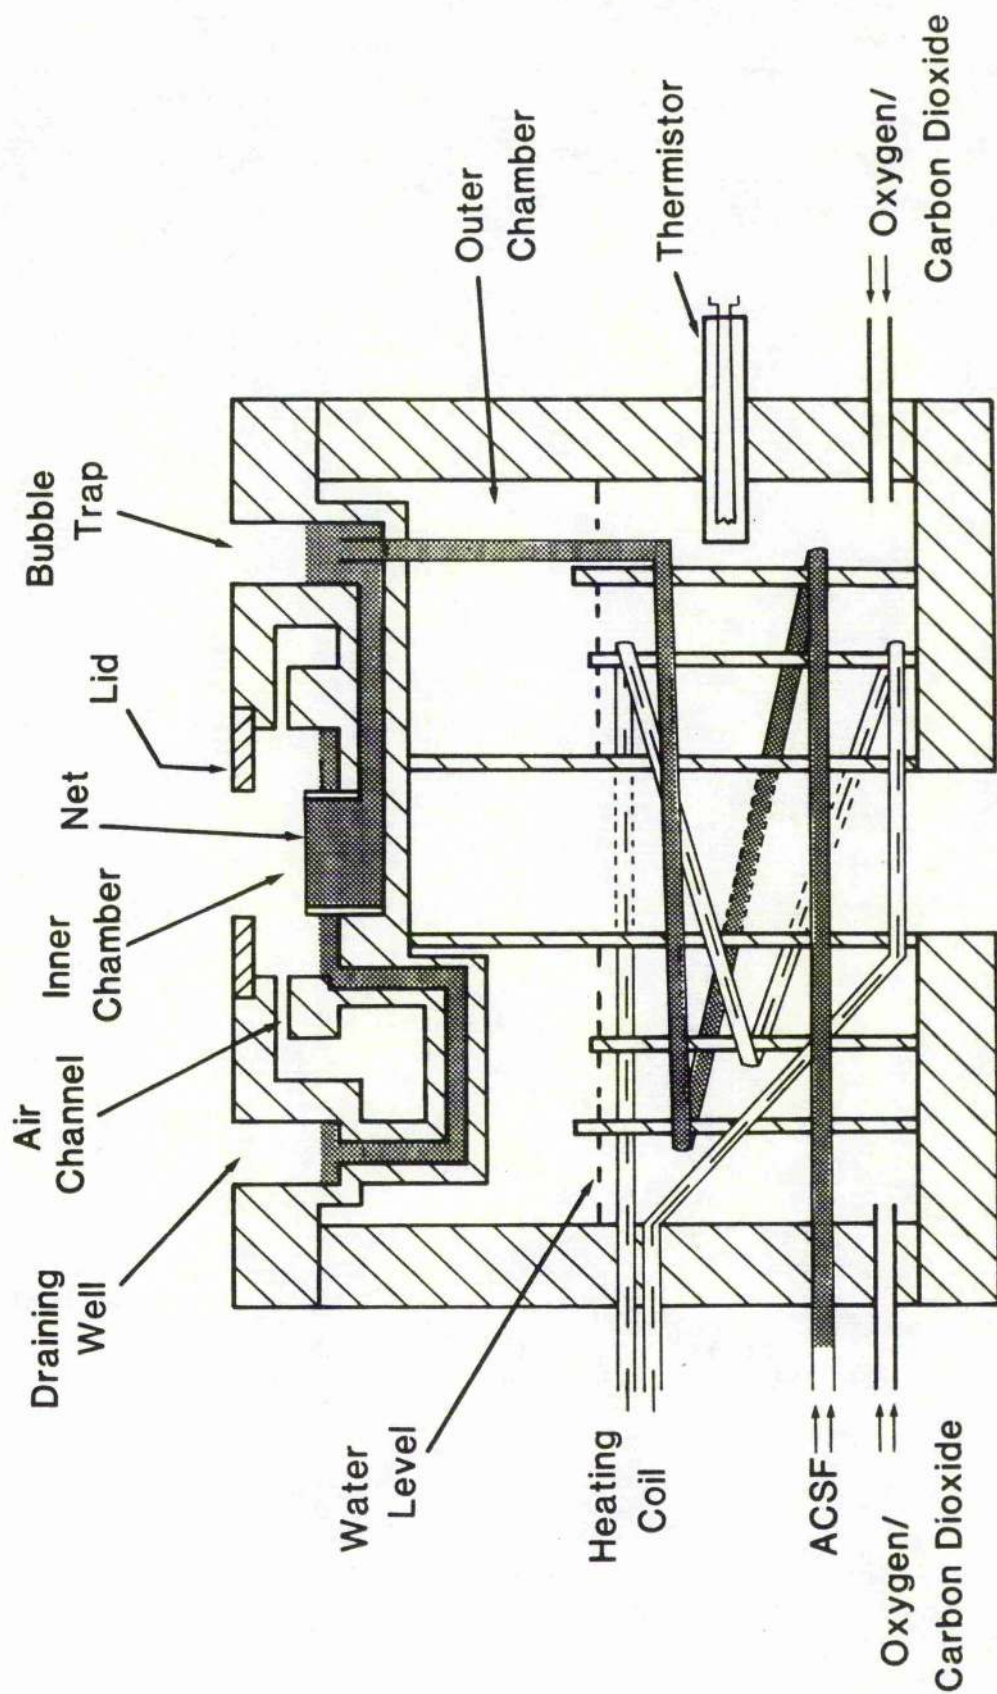 Bubble
Trap
Lid
Net
Inner
Chamber
Air
Channel
Draining
Well
Outer
Chamber
Thermistor
Oxygen/
Carbon Dioxide
Water
Level
Heating
Coil
ACSF
Oxygen/
Carbon Dioxide